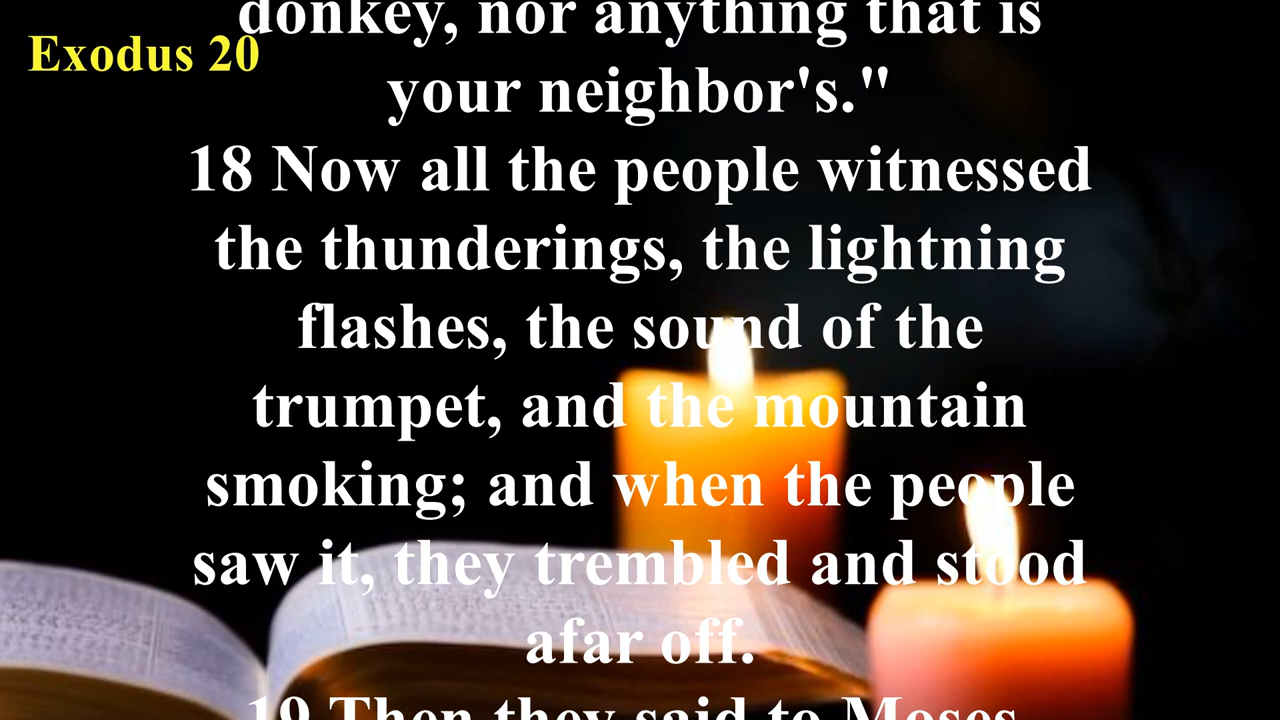 donkey, nor anything that is
Exodus 20
your neighbor's."
18 Now all the people witnessed
the thunderings, the lightning
flashes, the sound of the
trumpet, and the mountain
smoking; and when the people
saw it, they trembled and stood
afar off.
19 Then they said to Moses,